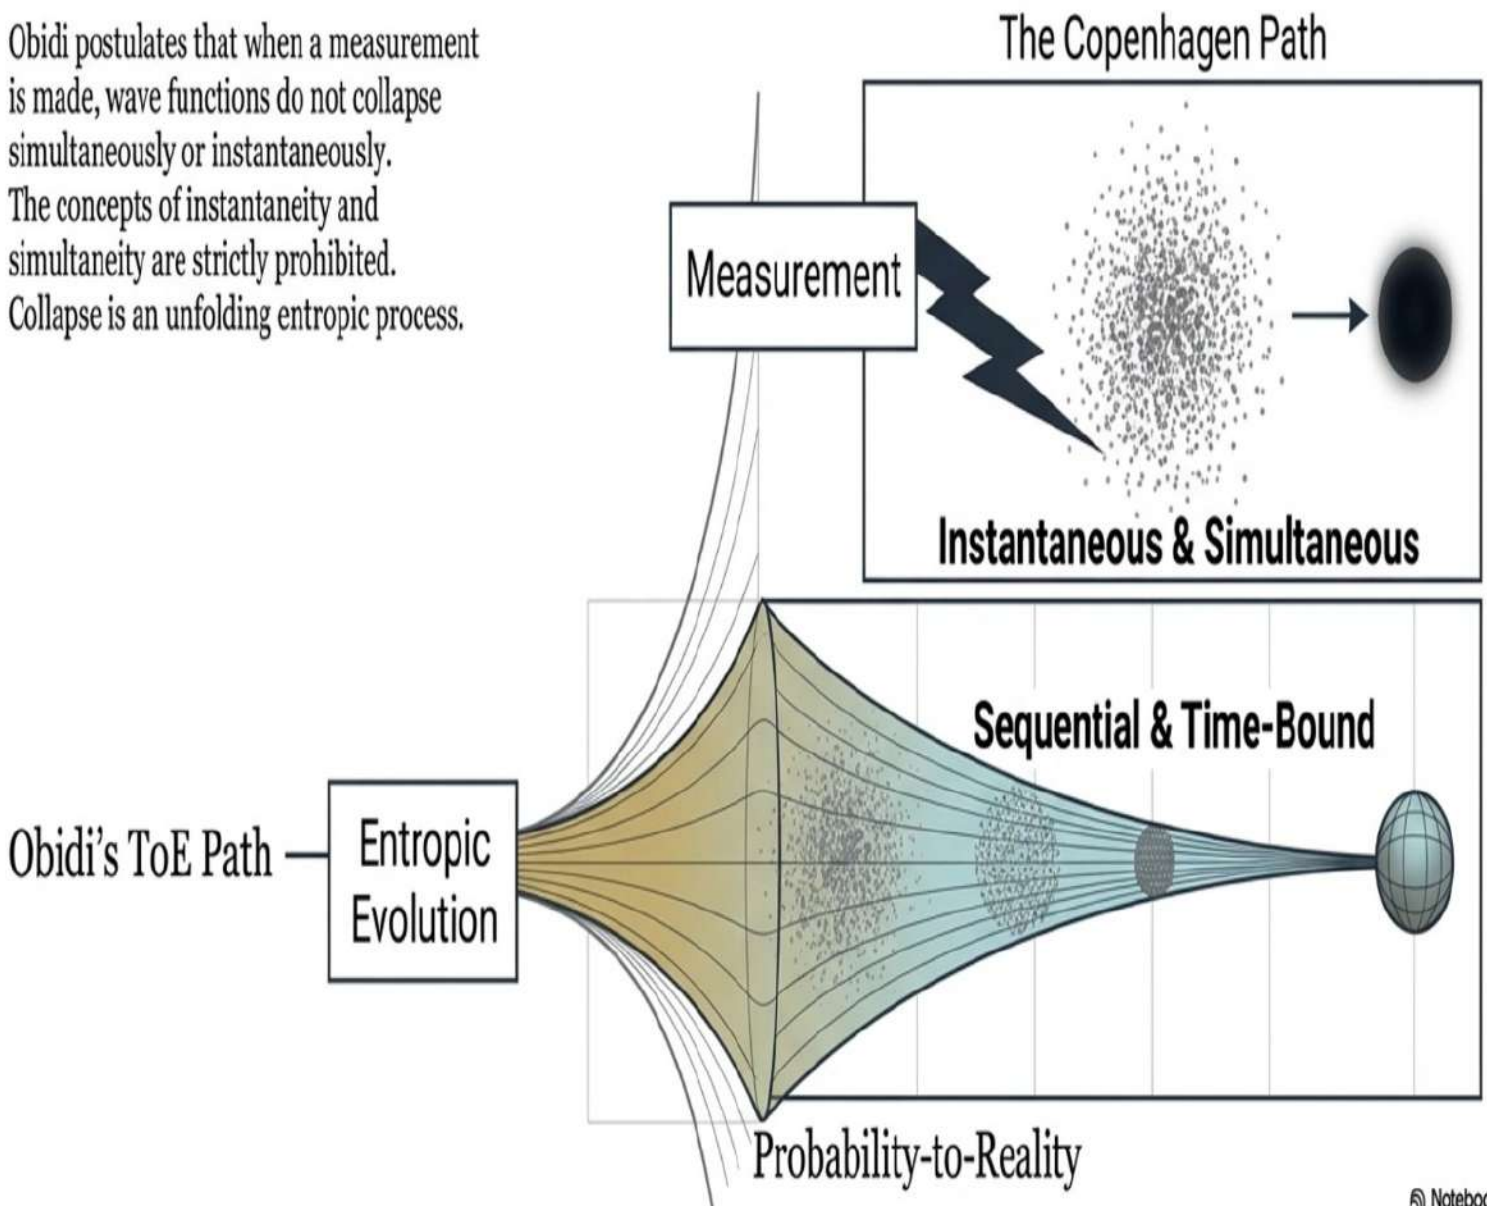 Obidi postulates that when a measurement
is made, wave functions do not collapse
simultaneously or instantaneously.
The concepts of instantaneity and
simultaneity are strictly prohibited.
Collapse is an unfolding entropic process.
The Copenhagen Path
Measurement
Instantaneous & Simultaneous
Sequential & Time-Bound
Obidi’s ToE Path
Entropic
Evolution
Probability-to-Reality